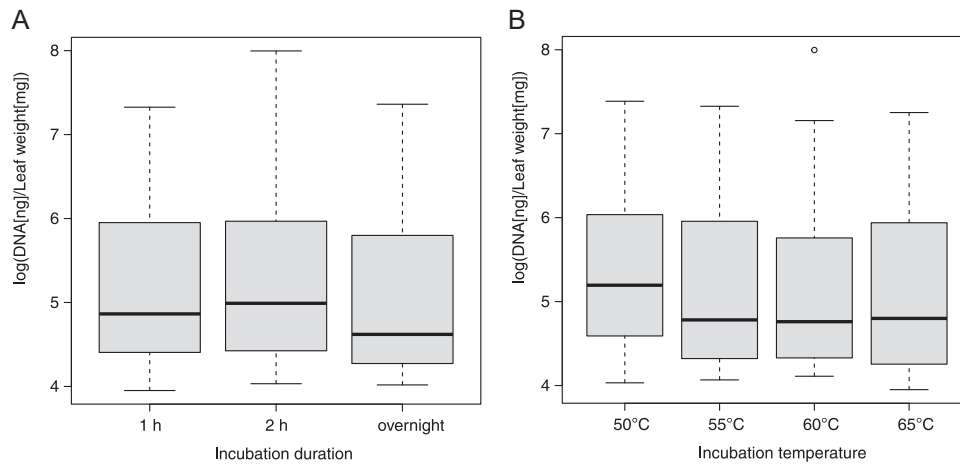 A
log(DNA[ng]/Leaf weight[mg])
8
7
6
5
4
1 h 2 h overnight
Incubation duration
B
log(DNA[ng]/Leaf weight[mg])
8
7
6
5
4
50°C 55°C 60°C 65°C
Incubation temperature